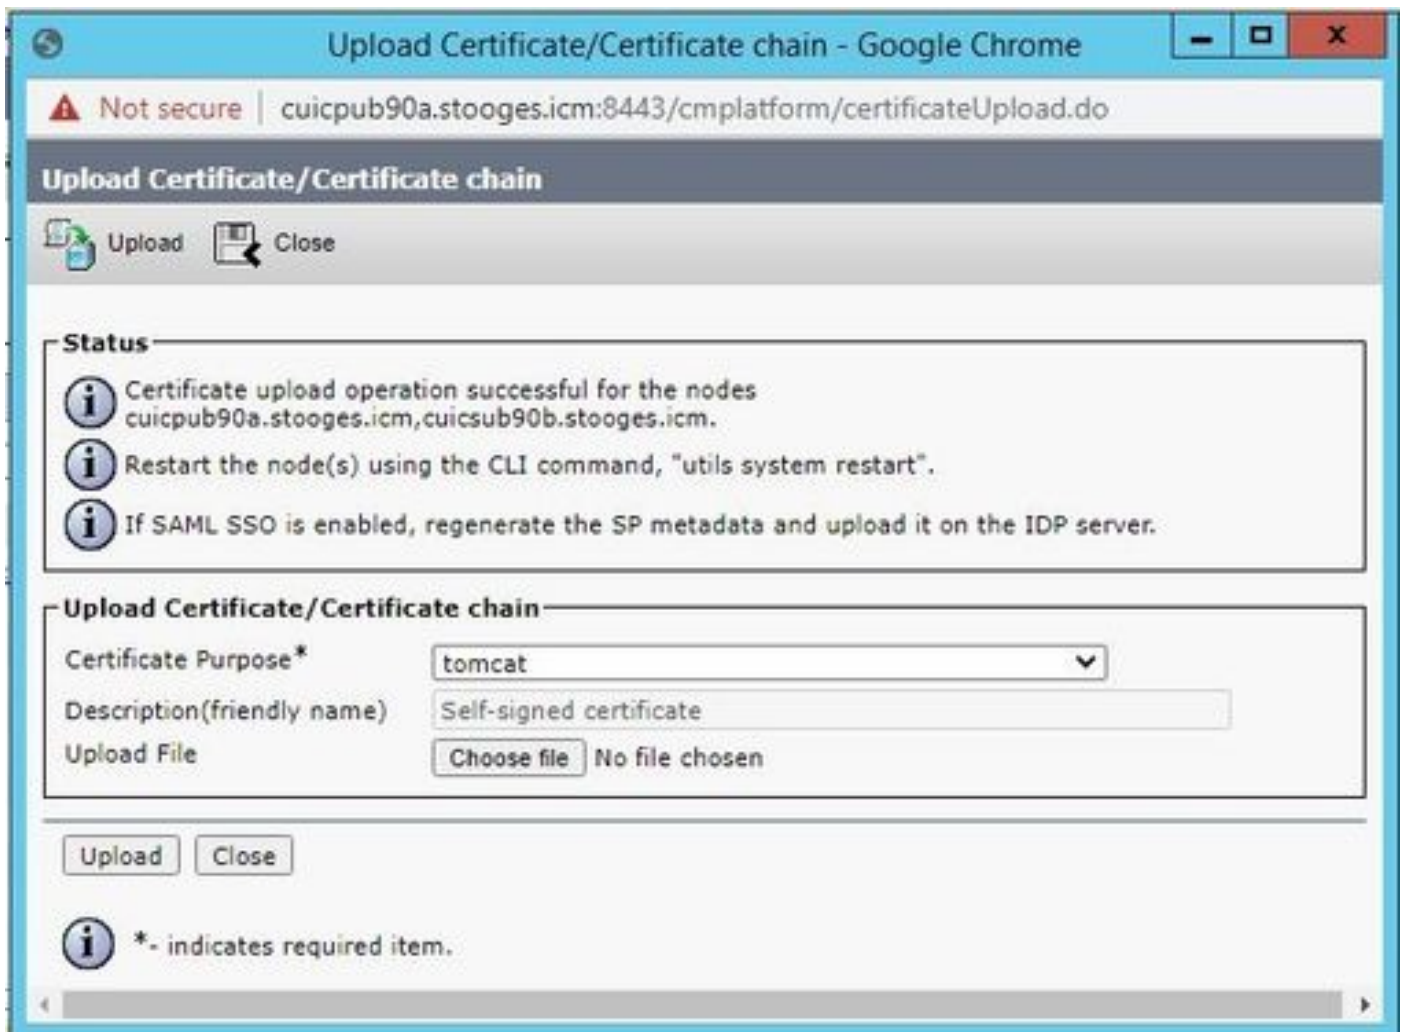 Upload Certificate/Certificate chain - Google Chrome
Not secure | cuicpub90a.stooges.icm:8443/cmplatform/certificateUpload.do
Upload Certificate/Certificate chain
Upload Close
Status
Certificate upload operation successful for the nodes
cuicpub90a.stooges.icm,cuicsub90b.stooges.icm.
Restart the node(s) using the CLI command, "utils system restart".
If SAML SSO is enabled, regenerate the SP metadata and upload it on the IDP server.
Upload Certificate/Certificate chain
Certificate Purpose* tomcat
Description(friendly name) Self-signed certificate
Upload File Choose file No file chosen
Upload Close
*- indicates required item.